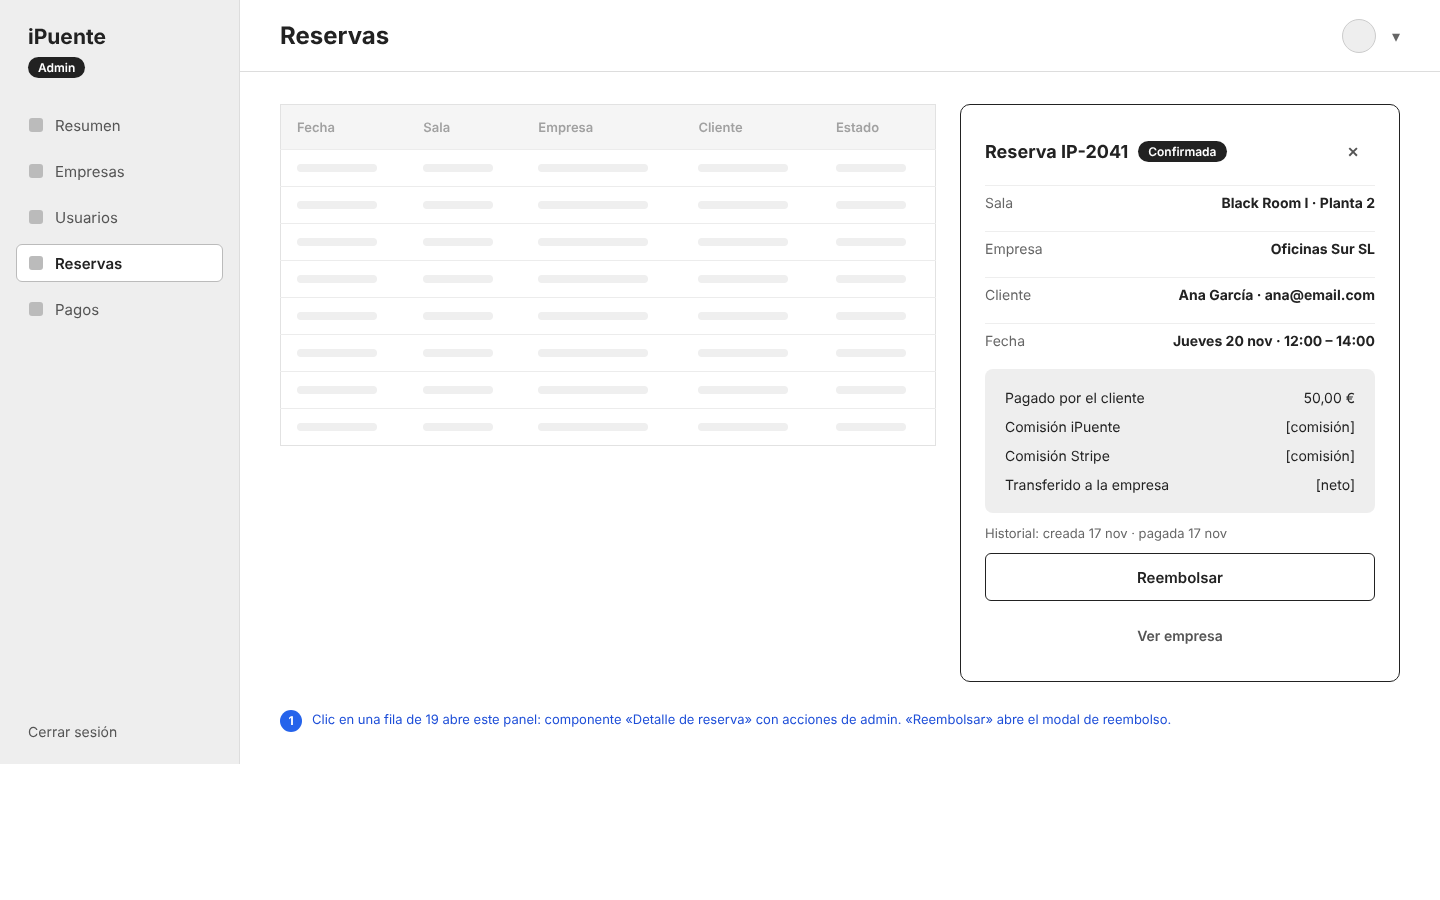 iPuente
Admin
Resumen
Empresas
Usuarios
Reservas
Pagos
Cerrar sesión
Reservas
▾
Fecha Sala Empresa Cliente Estado
Reserva IP-2041 Confirmada ×
Sala Black Room I · Planta 2
Empresa Oficinas Sur SL
Cliente Ana García · ana@email.com
Fecha Jueves 20 nov · 12:00 – 14:00
Pagado por el cliente 50,00 €
Comisión iPuente [comisión]
Comisión Stripe [comisión]
Transferido a la empresa [neto]
Historial: creada 17 nov · pagada 17 nov
Reembolsar
Ver empresa
1 Clic en una fila de 19 abre este panel: componente «Detalle de reserva» con acciones de admin. «Reembolsar» abre el modal de reembolso.